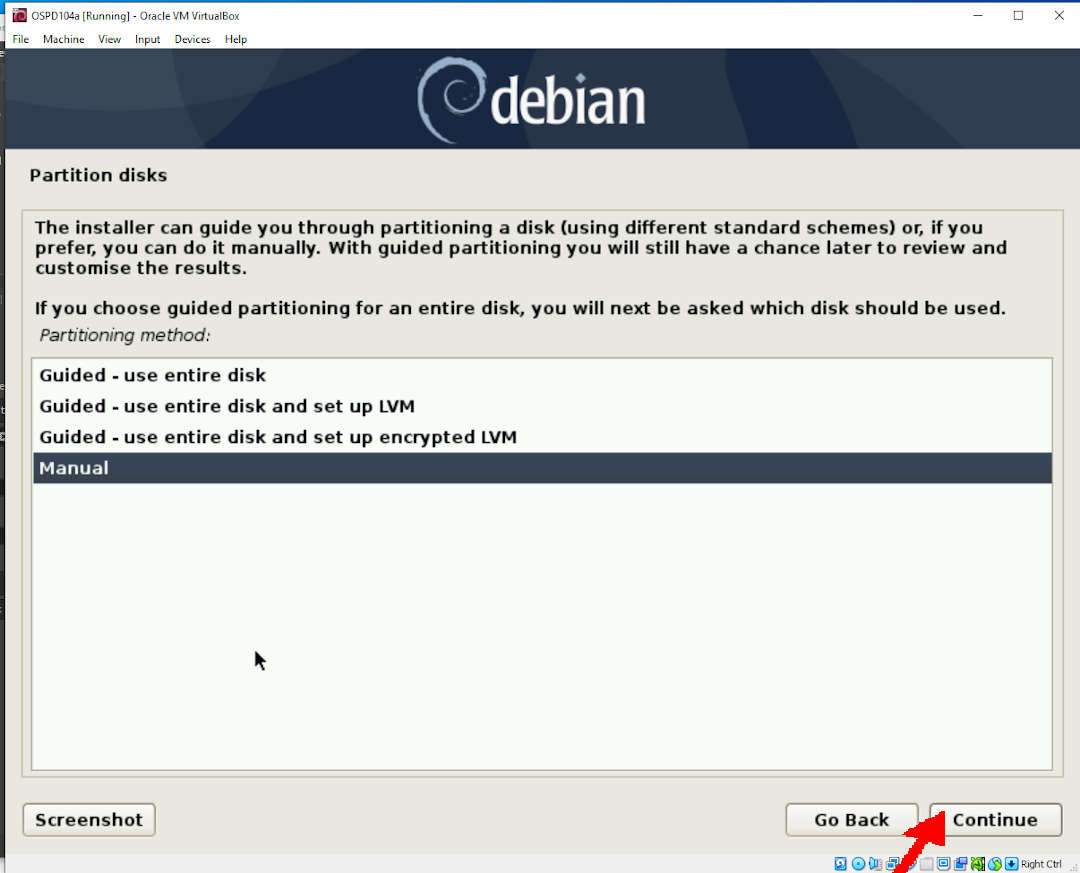 OSPD104a [Running] - Oracle VM VirtualBox
File Machine View Input Devices Help
debian
Partition disks
The installer can guide you through partitioning a disk (using different standard schemes) or, if you
prefer, you can do it manually. With guided partitioning you will still have a chance later to review and
customise the results.
If you choose guided partitioning for an entire disk, you will next be asked which disk should be used.
Partitioning method:
Guided - use entire disk
Guided - use entire disk and set up LVM
Guided - use entire disk and set up encrypted LVM
Manual
Screenshot Go Back Continue
Right Ctrl